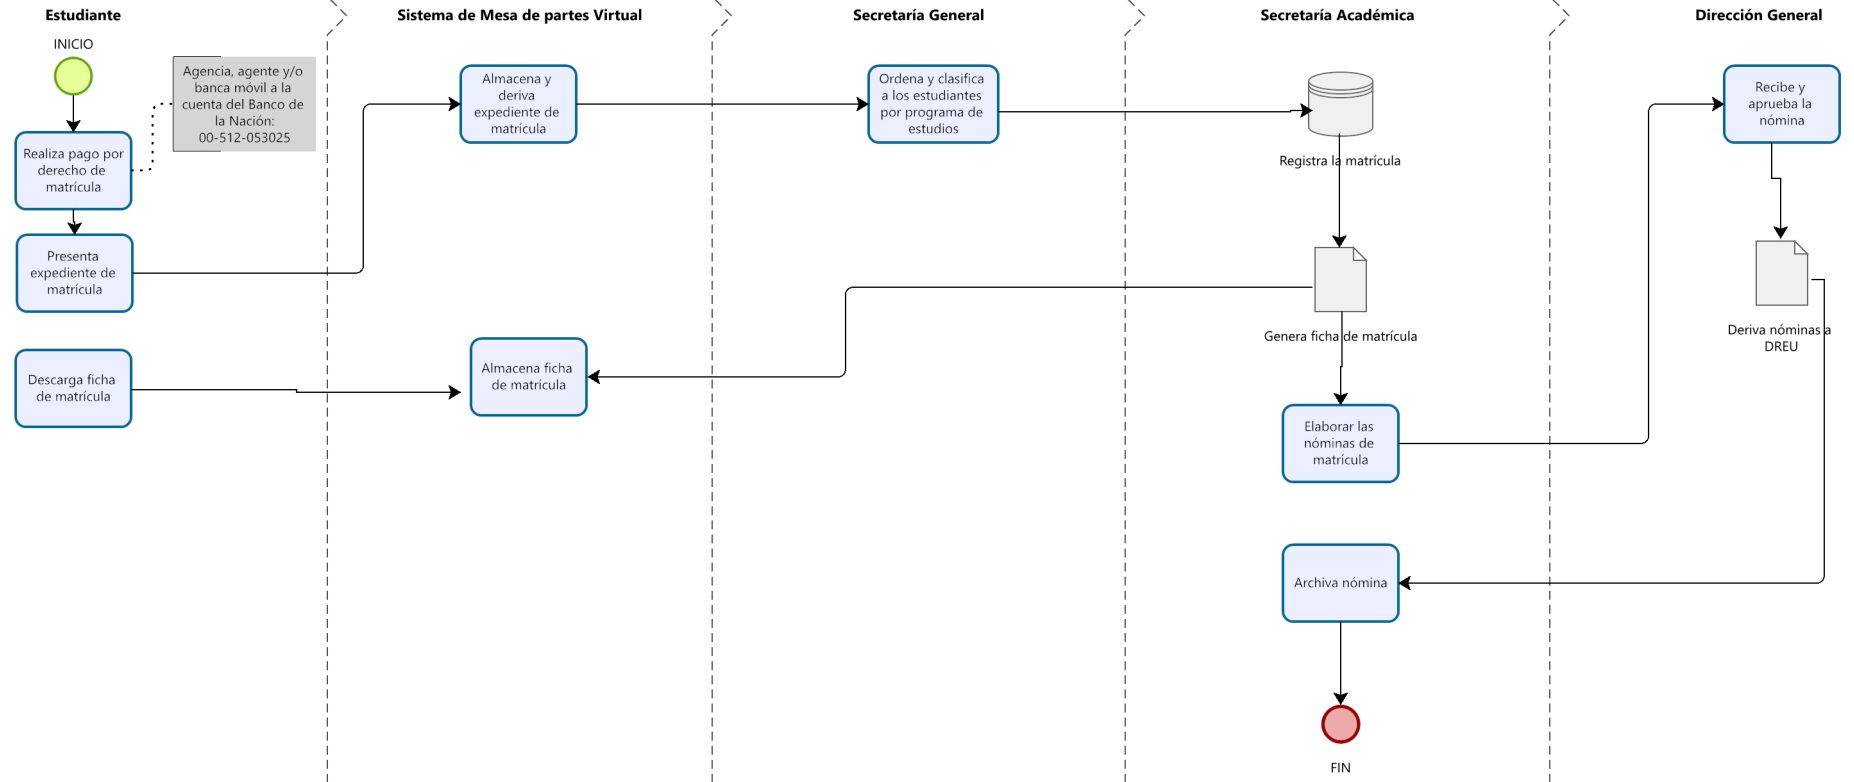 Estudiante
Sistema de Mesa de partes Virtual
Secretaría General
Secretaría Académica
Dirección General
INICIO
Agencia, agente y/o
banca móvil a la
cuenta del Banco de
la Nación:
00-512-053025
Realiza pago por
derecho de
matrícula
Presenta
expediente de
matrícula
Descarga ficha
de matrícula
Almacena y
deriva
expediente de
matrícula
Almacena ficha
de matrícula
Ordena y clasifica
a los estudiantes
por programa de
estudios
Registra la matrícula
Genera ficha de matrícula
Elaborar las
nóminas de
matrícula
Archiva nómina
FIN
Recibe y
aprueba la
nómina
Deriva nóminas a
DREU